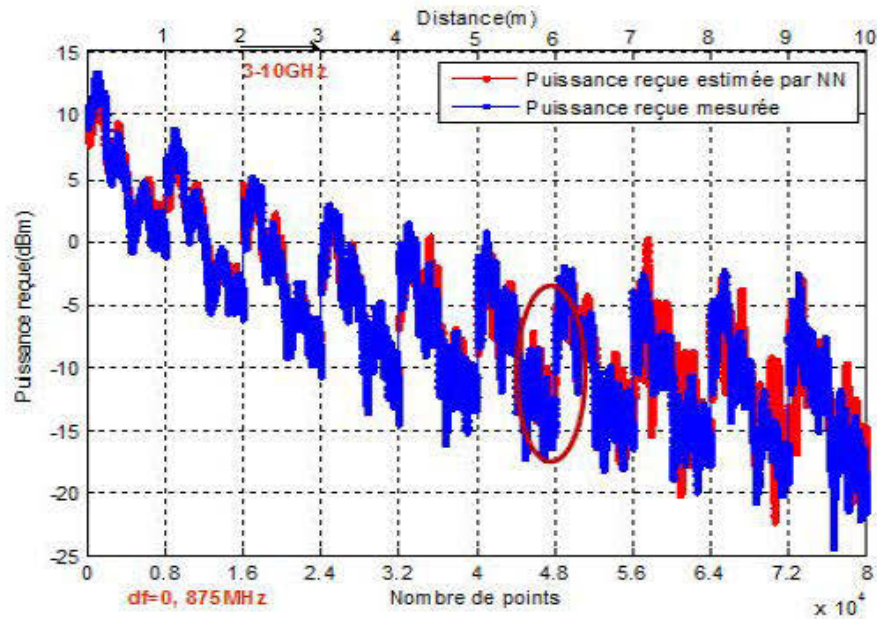 Distance(m)
1 2 3 4 5 6 7 8 9 10
3-10GHz
Puissance reçue estimée par NN
Puissance reçue mesurée
Puissance reçue(dBm)
15
10
5
0
-5
-10
-15
-20
-25
0 0.8 1.6 2.4 3.2 4 4.8 5.6 6.4 7.2 8
df=0, 875MHz
Nombre de points
x 10⁴